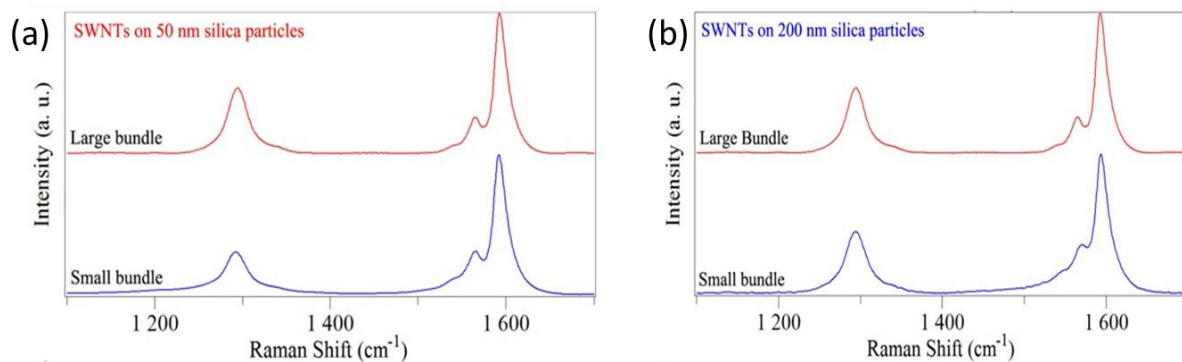 (a)
SWNTs on 50 nm silica particles
Large bundle
Small bundle
Intensity (a. u.)
1 200
1 400
1 600
Raman Shift (cm-1)
(b)
SWNTs on 200 nm silica particles
Large Bundle
Small bundle
Intensity (a. u.)
1 200
1 400
1 600
Raman Shift (cm-1)